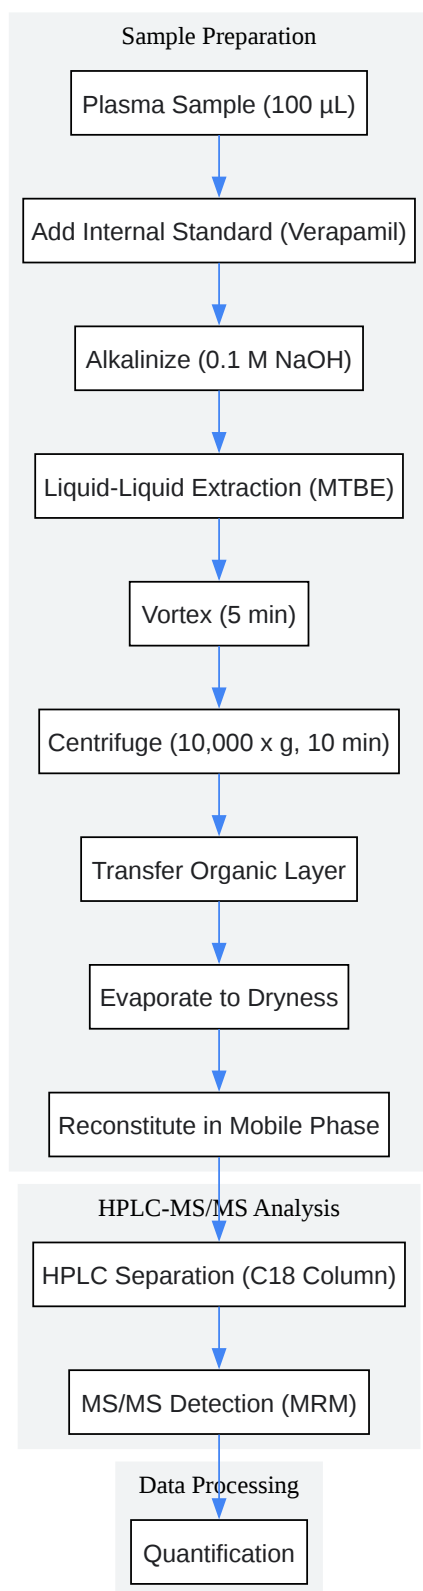 Sample Preparation
Plasma Sample (100 µL)
Add Internal Standard (Verapamil)
Alkalinize (0.1 M NaOH)
Liquid-Liquid Extraction (MTBE)
Vortex (5 min)
Centrifuge (10,000 x g, 10 min)
Transfer Organic Layer
Evaporate to Dryness
Reconstitute in Mobile Phase
HPLC-MS/MS Analysis
HPLC Separation (C18 Column)
MS/MS Detection (MRM)
Data Processing
Quantification